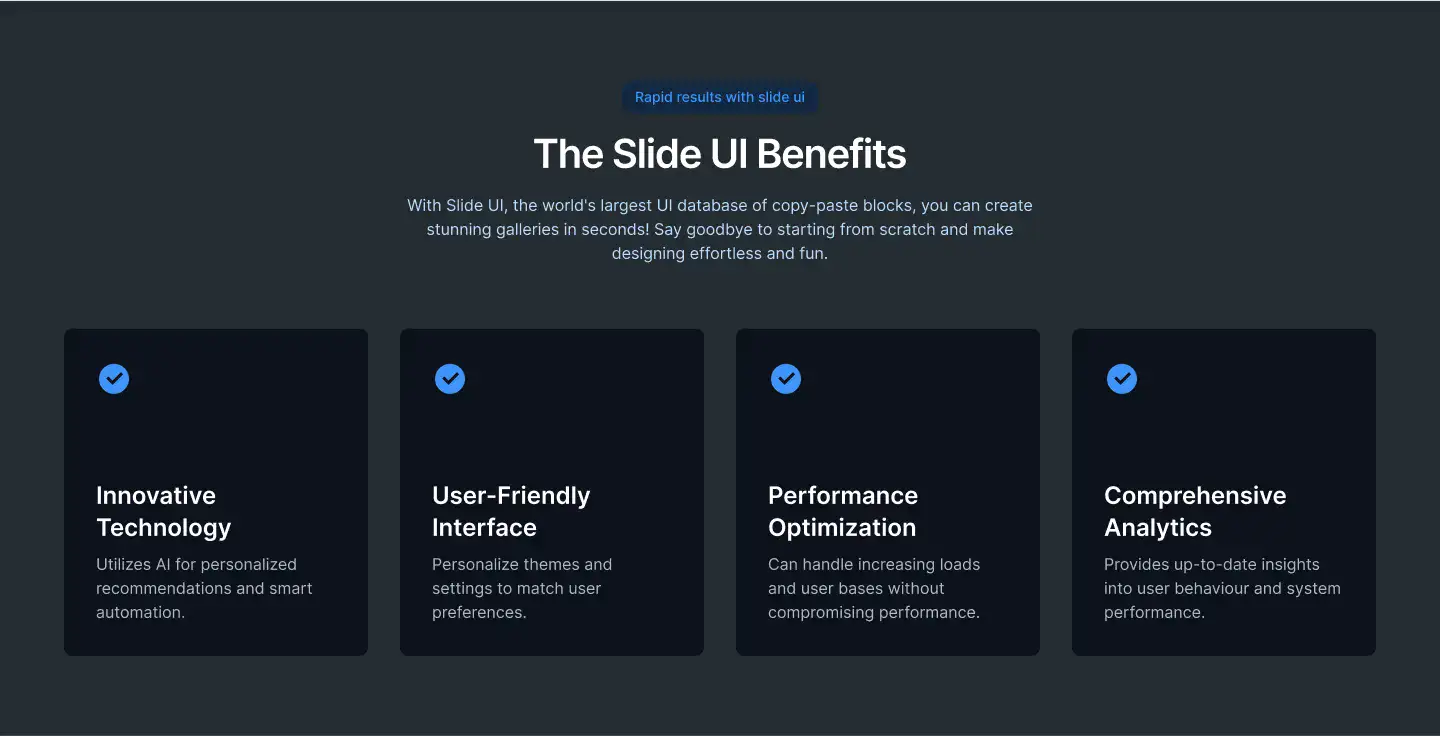 Rapid results with slide ui
The Slide UI Benefits
With Slide UI, the world's largest UI database of copy-paste blocks, you can create
stunning galleries in seconds! Say goodbye to starting from scratch and make
designing effortless and fun.
Innovative
Technology
Utilizes AI for personalized
recommendations and smart
automation.
User-Friendly
Interface
Personalize themes and
settings to match user
preferences.
Performance
Optimization
Can handle increasing loads
and user bases without
compromising performance.
Comprehensive
Analytics
Provides up-to-date insights
into user behaviour and system
performance.